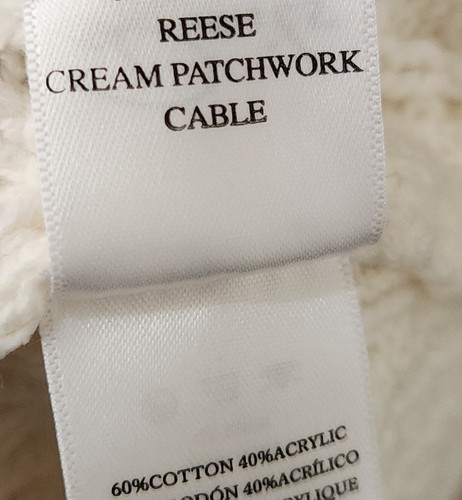 REESE
CREAM PATCHWORK
CABLE
60%COTTON 40%ACRYLIC
40%ACRÍLICO